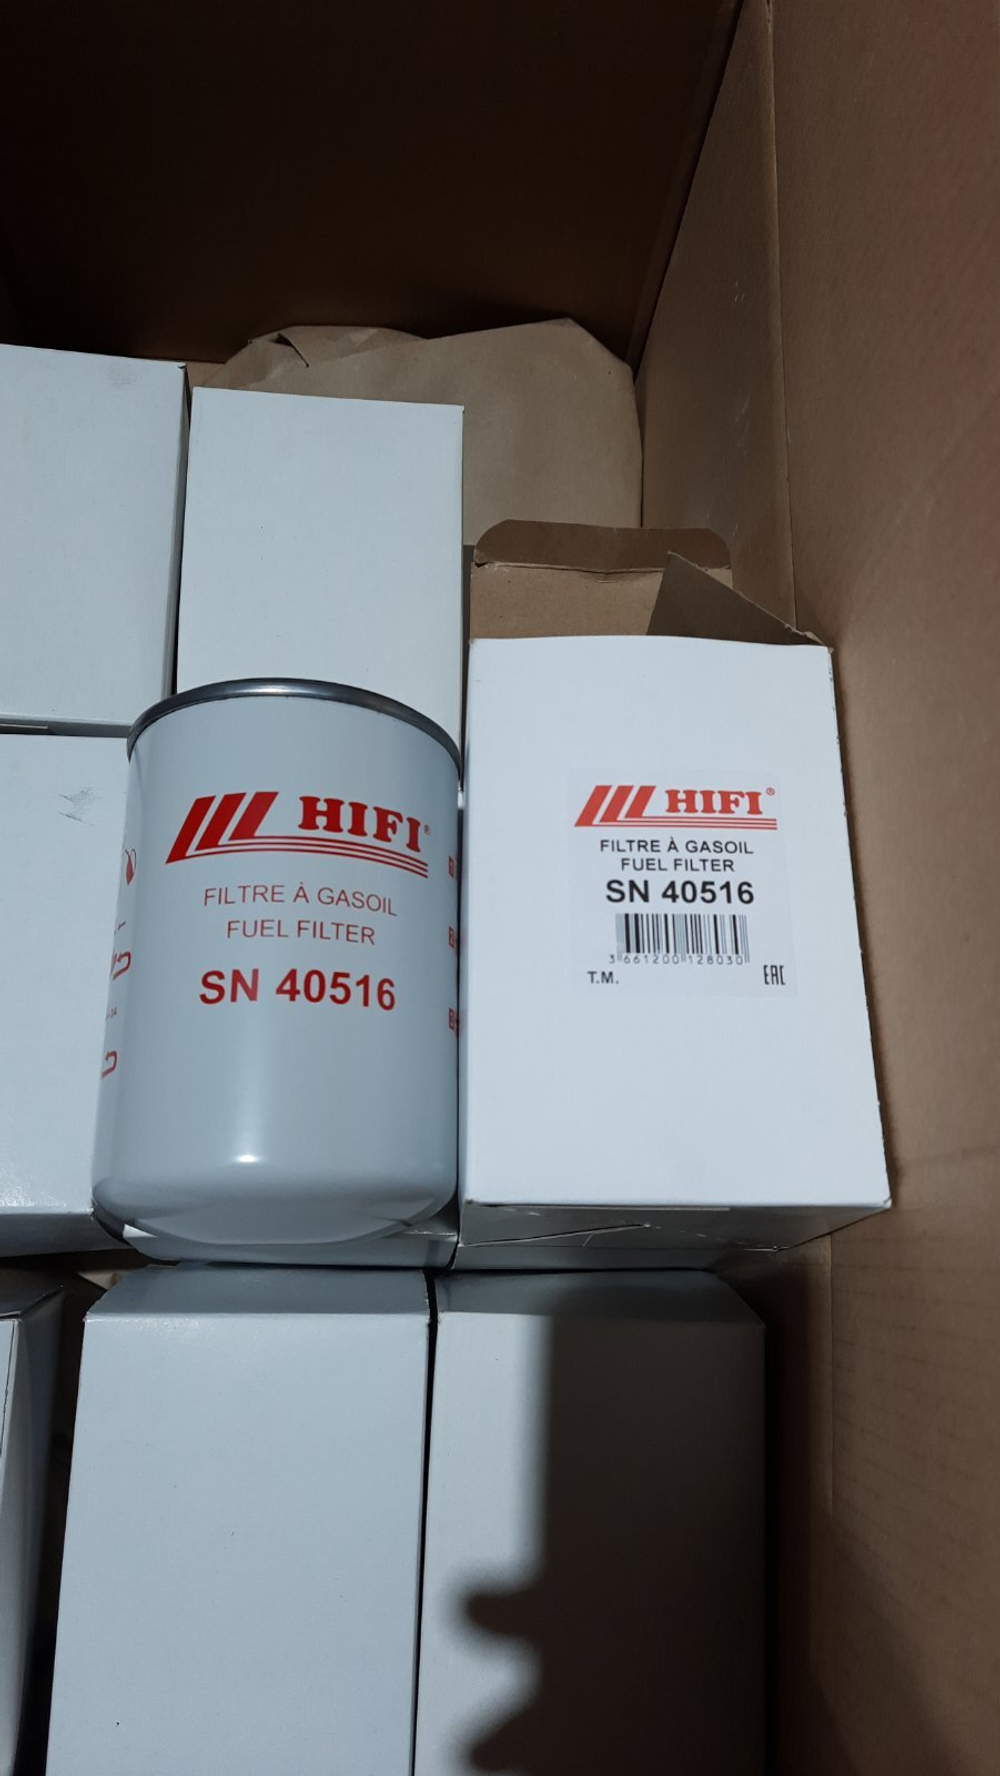 HIFI®
FILTRE À GASOIL
FUEL FILTER
SN 40516
HIFI®
FILTRE À GASOIL
FUEL FILTER
SN 40516
3 661200 128030
T.M.
EAC